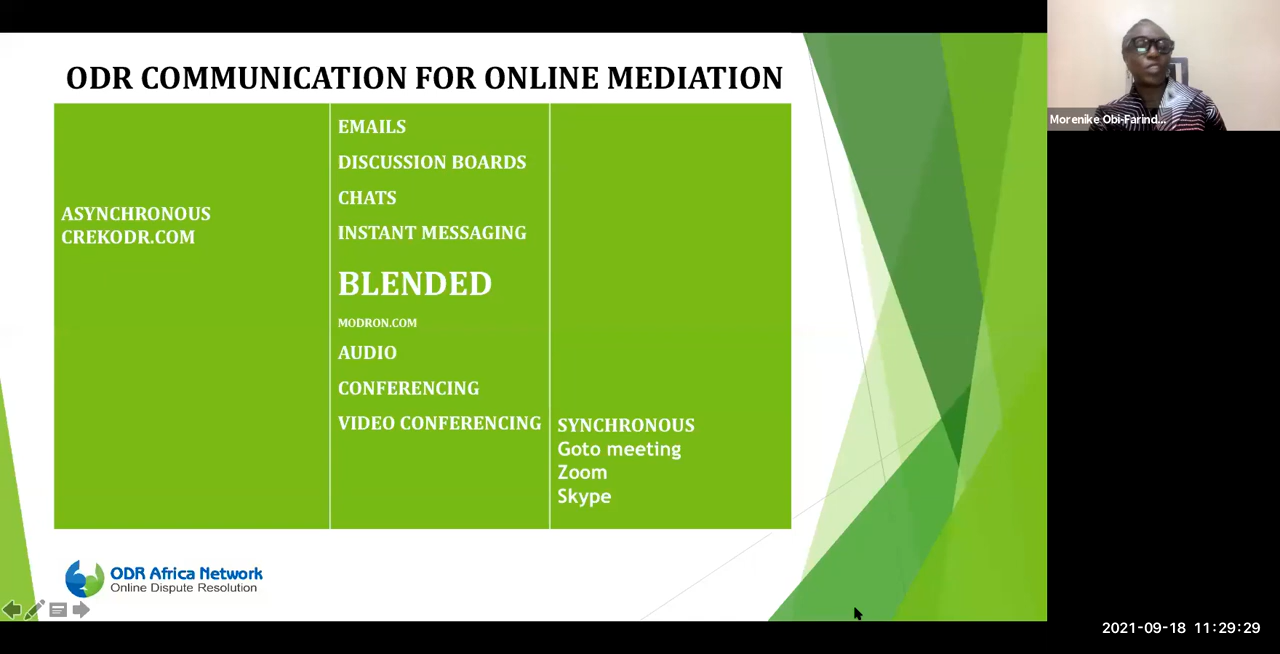 ODR COMMUNICATION FOR ONLINE MEDIATION
ASYNCHRONOUS
CREKODR.COM
EMAILS
DISCUSSION BOARDS
CHATS
INSTANT MESSAGING
BLENDED
MODRON.COM
AUDIO
CONFERENCING
VIDEO CONFERENCING
SYNCHRONOUS
Goto meeting
Zoom
Skype
ODR Africa Network
Online Dispute Resolution
Morenike Obi-Farind...
2021-09-18 11:29:29